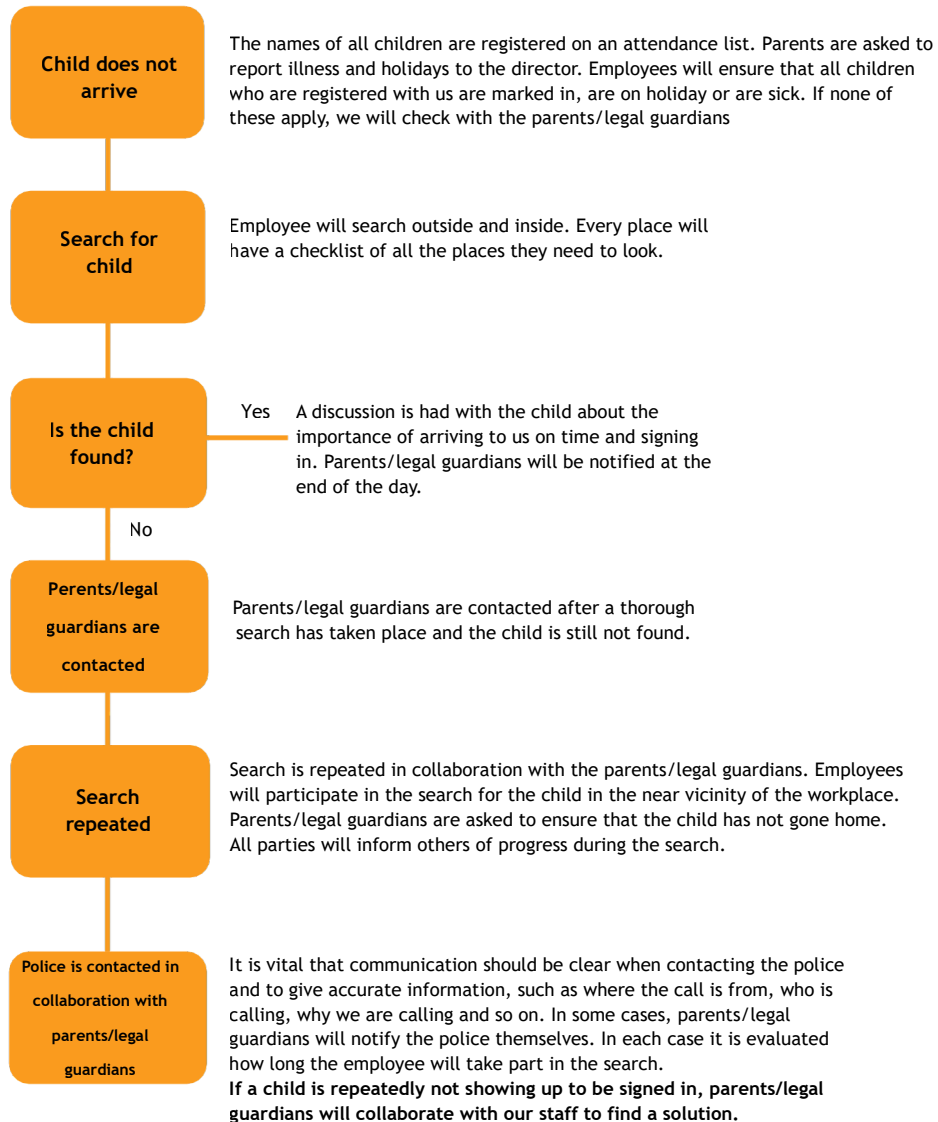 Child does not
arrive
The names of all children are registered on an attendance list. Parents are asked to
report illness and holidays to the director. Employees will ensure that all children
who are registered with us are marked in, are on holiday or are sick. If none of
these apply, we will check with the parents/legal guardians
Search for
child
Employee will search outside and inside. Every place will
have a checklist of all the places they need to look.
Is the child
found?
Yes
A discussion is had with the child about the
importance of arriving to us on time and signing
in. Parents/legal guardians will be notified at the
end of the day.
No
Perents/legal
guardians are
contacted
Parents/legal guardians are contacted after a thorough
search has taken place and the child is still not found.
Search
repeated
Search is repeated in collaboration with the parents/legal guardians. Employees
will participate in the search for the child in the near vicinity of the workplace.
Parents/legal guardians are asked to ensure that the child has not gone home.
All parties will inform others of progress during the search.
Police is contacted in
collaboration with
parents/legal
guardians
It is vital that communication should be clear when contacting the police
and to give accurate information, such as where the call is from, who is
calling, why we are calling and so on. In some cases, parents/legal
guardians will notify the police themselves. In each case it is evaluated
how long the employee will take part in the search.
If a child is repeatedly not showing up to be signed in, parents/legal
guardians will collaborate with our staff to find a solution.